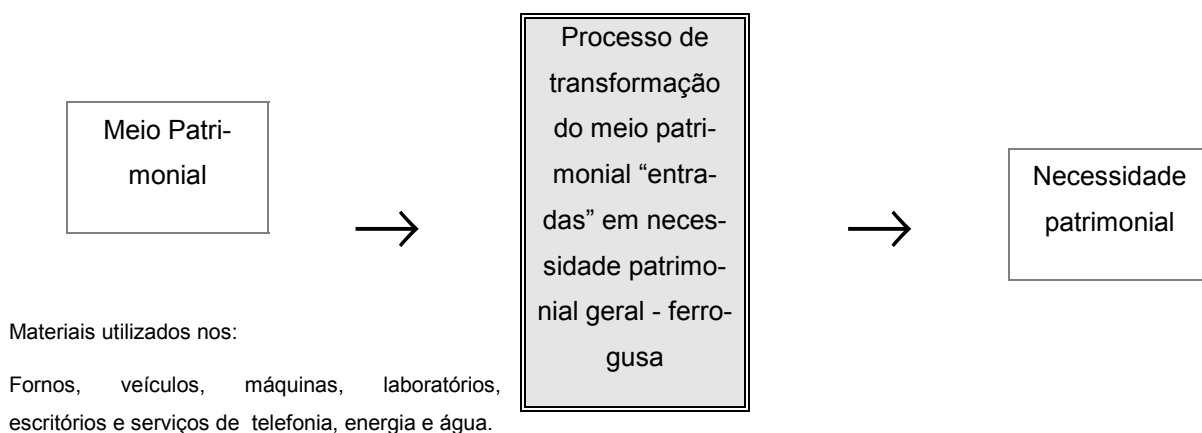 Meio Patri-
monial
Materiais utilizados nos:
Fornos, veículos, máquinas, laboratórios,
escritórios e serviços de telefonia, energia e água.
Processo de
transformação
do meio patri-
monial “entra-
das” em neces-
sidade patrimo-
nial geral - ferro-
gusa
Necessidade
patrimonial